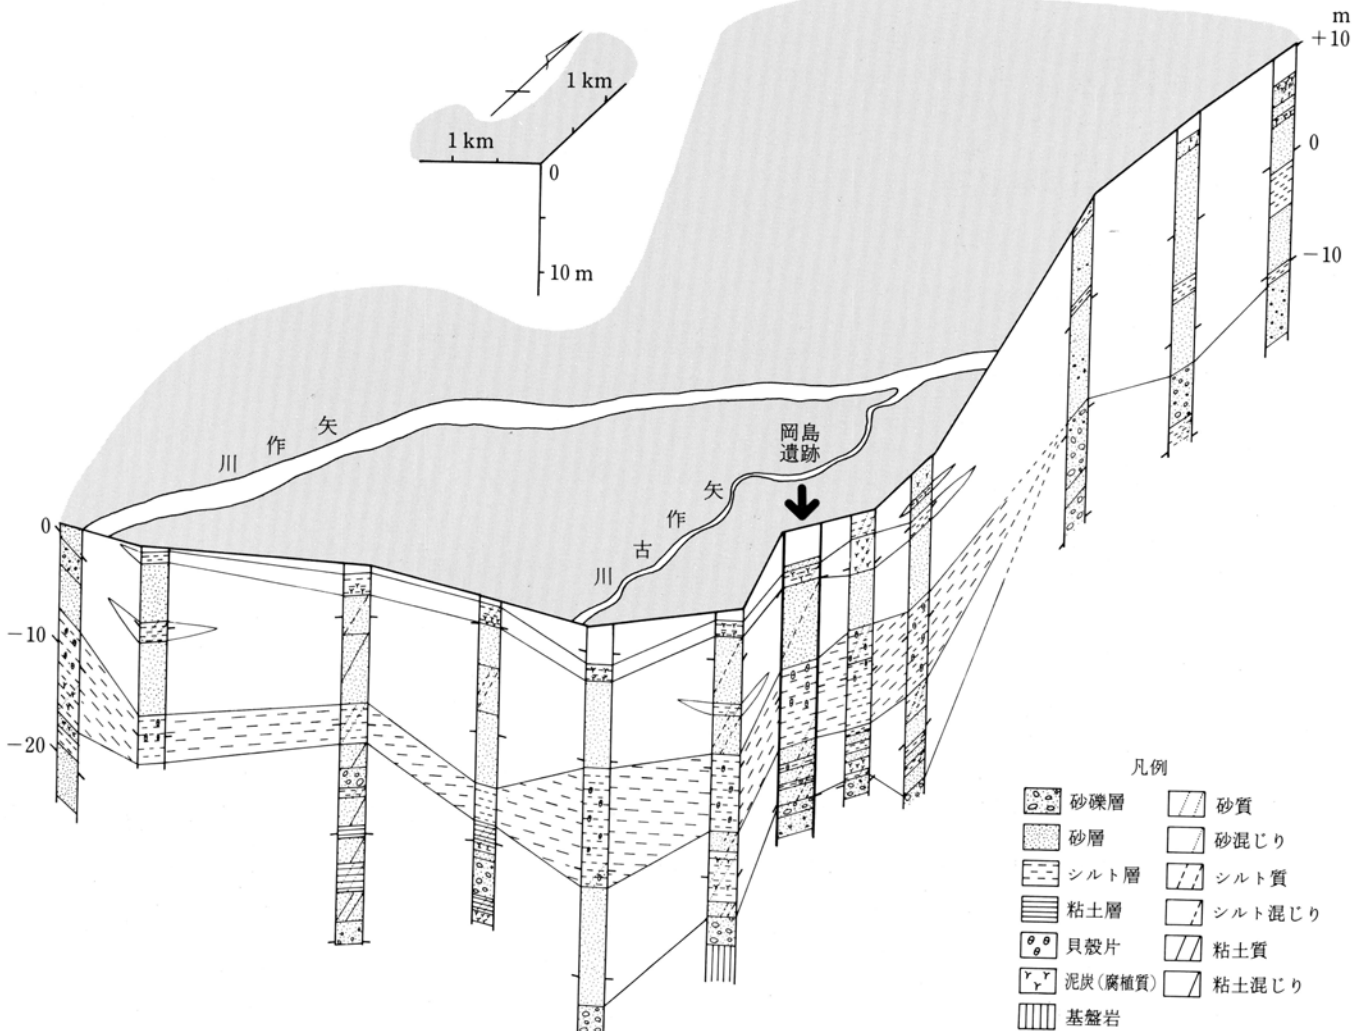 m
+10
0
−10
1 km
1 km
0
10 m
矢
作
川
岡島
遺跡
矢
作
古
川
0
−10
−20
凡例
砂礫層
砂質
砂層
砂混じり
シルト層
シルト質
粘土層
シルト混じり
貝殻片
粘土質
泥炭(腐植質)
粘土混じり
基盤岩